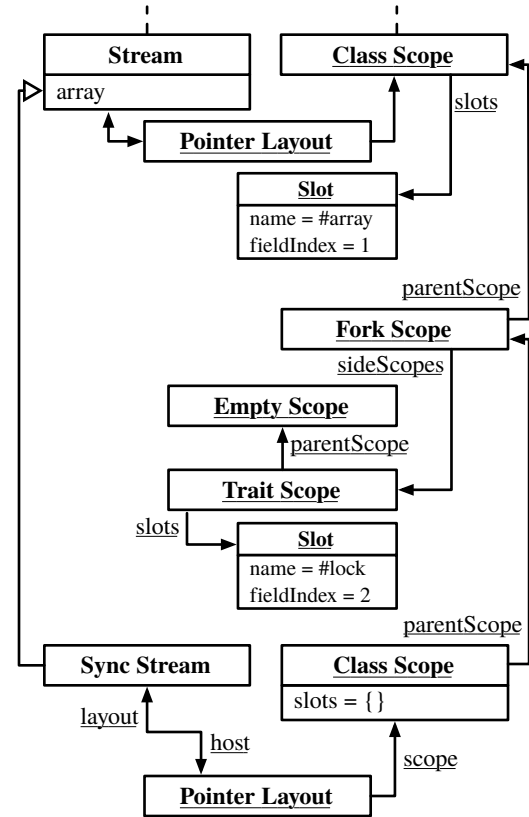 Stream
Class Scope
array
slots
Pointer Layout
Slot
name = #array
fieldIndex = 1
parentScope
Fork Scope
sideScopes
Empty Scope
parentScope
Trait Scope
slots
Slot
name = #lock
fieldIndex = 2
parentScope
Sync Stream
Class Scope
slots = {}
layout
host
scope
Pointer Layout